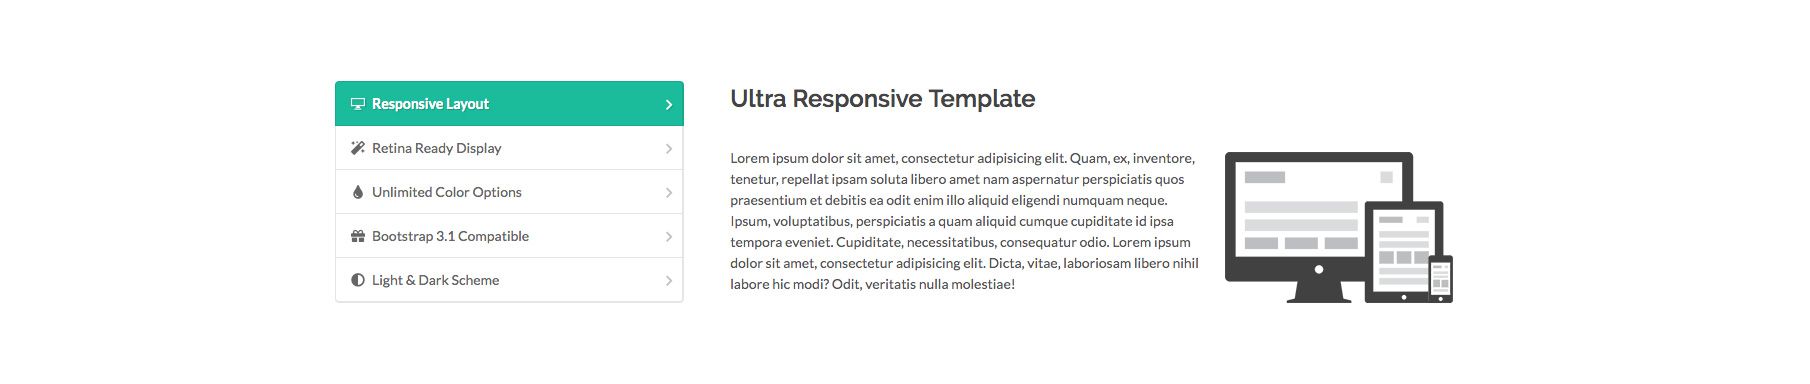 Responsive Layout
Retina Ready Display
Unlimited Color Options
Bootstrap 3.1 Compatible
Light & Dark Scheme
Ultra Responsive Template
Lorem ipsum dolor sit amet, consectetur adipisicing elit. Quam, ex, inventore,
tenetur, repellat ipsam soluta libero amet nam aspernatur perspiciatis quos
praesentium et debitis ea odit enim illo aliquid eligendi numquam neque.
Ipsum, voluptatibus, perspiciatis a quam aliquid cumque cupiditate id ipsa
tempora eveniet. Cupiditate, necessitatibus, consequatur odio. Lorem ipsum
dolor sit amet, consectetur adipisicing elit. Dicta, vitae, laboriosam libero nihil
labore hic modi? Odit, veritatis nulla molestiae!